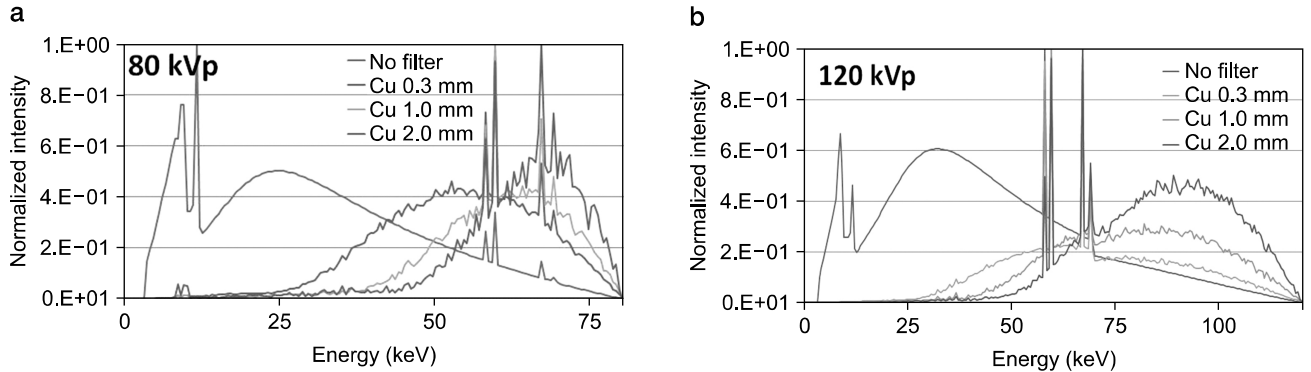 a
80 kVp
No filter
Cu 0.3 mm
Cu 1.0 mm
Cu 2.0 mm
Normalized intensity
1.E+00
8.E−01
6.E−01
4.E−01
2.E−01
0.E+01
0
25
50
75
Energy (keV)
b
120 kVp
No filter
Cu 0.3 mm
Cu 1.0 mm
Cu 2.0 mm
Normalized intensity
1.E+00
8.E−01
6.E−01
4.E−01
2.E−01
0.E+01
0
25
50
75
100
Energy (keV)